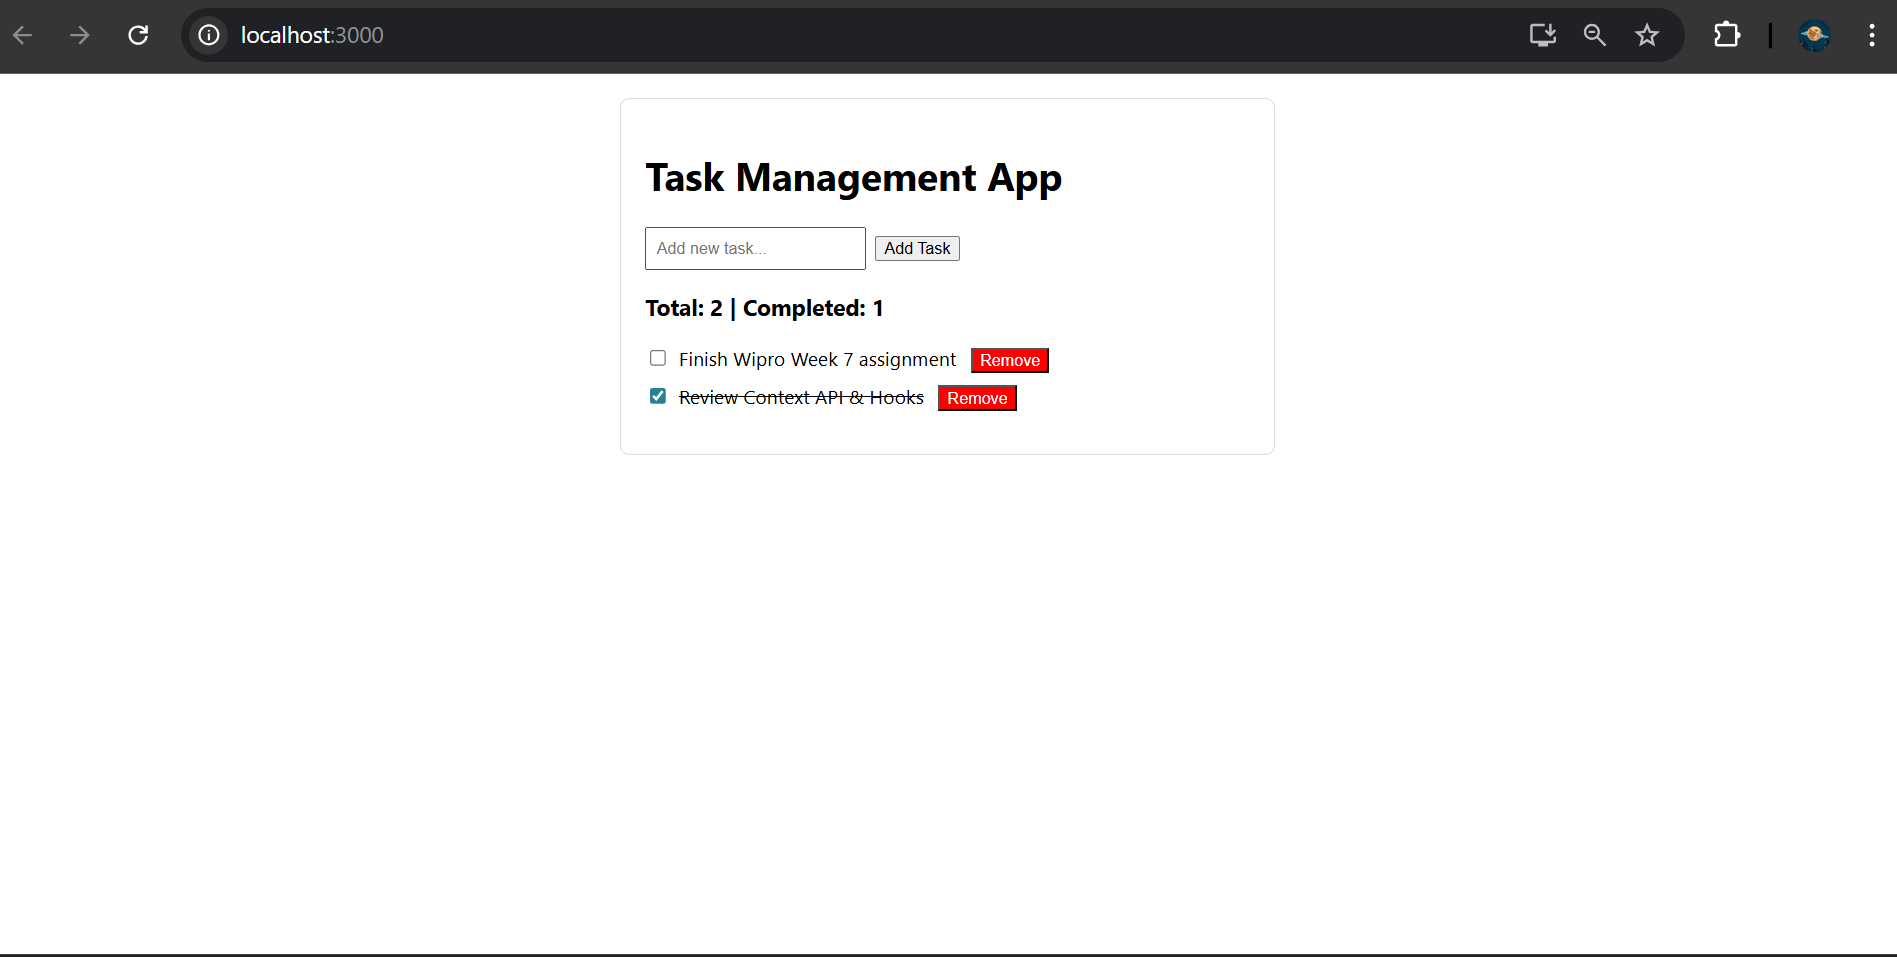 localhost:3000
Task Management App
Add new task... Add Task
Total: 2 | Completed: 1
Finish Wipro Week 7 assignment Remove
Review Context API & Hooks Remove